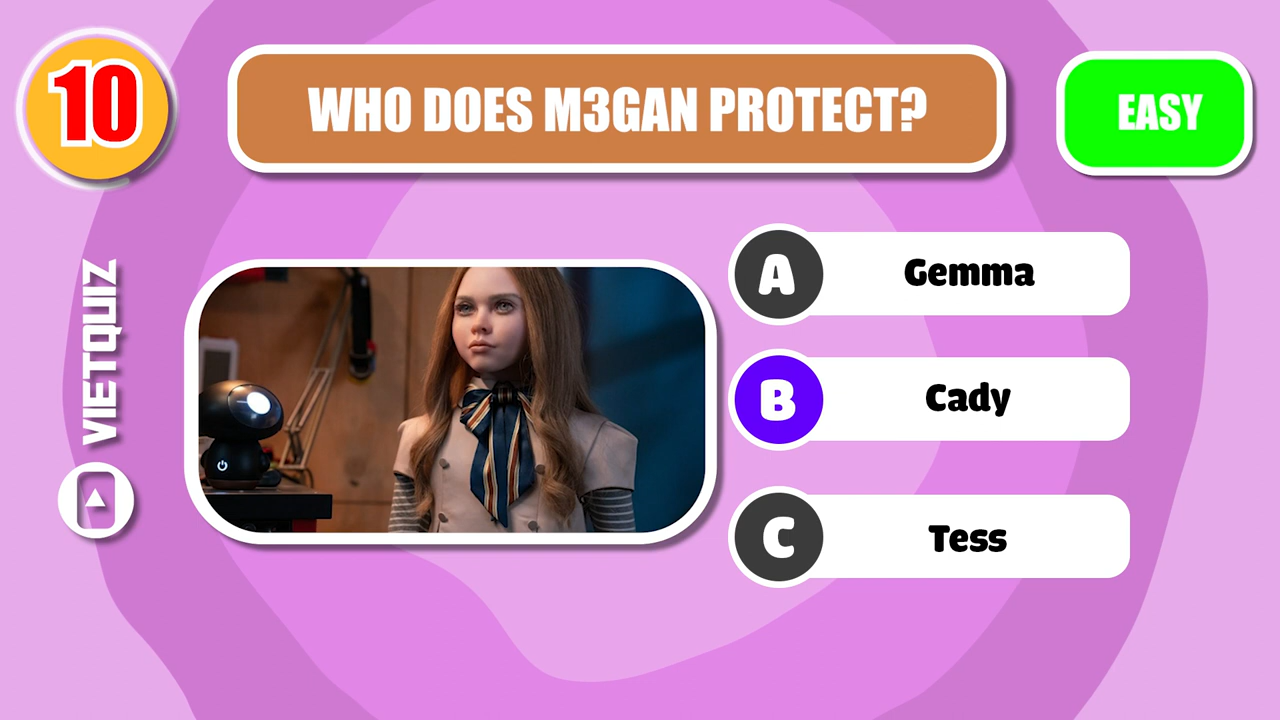 10
WHO DOES M3GAN PROTECT?
EASY
VIETQUIZ
A Gemma
B Cady
C Tess